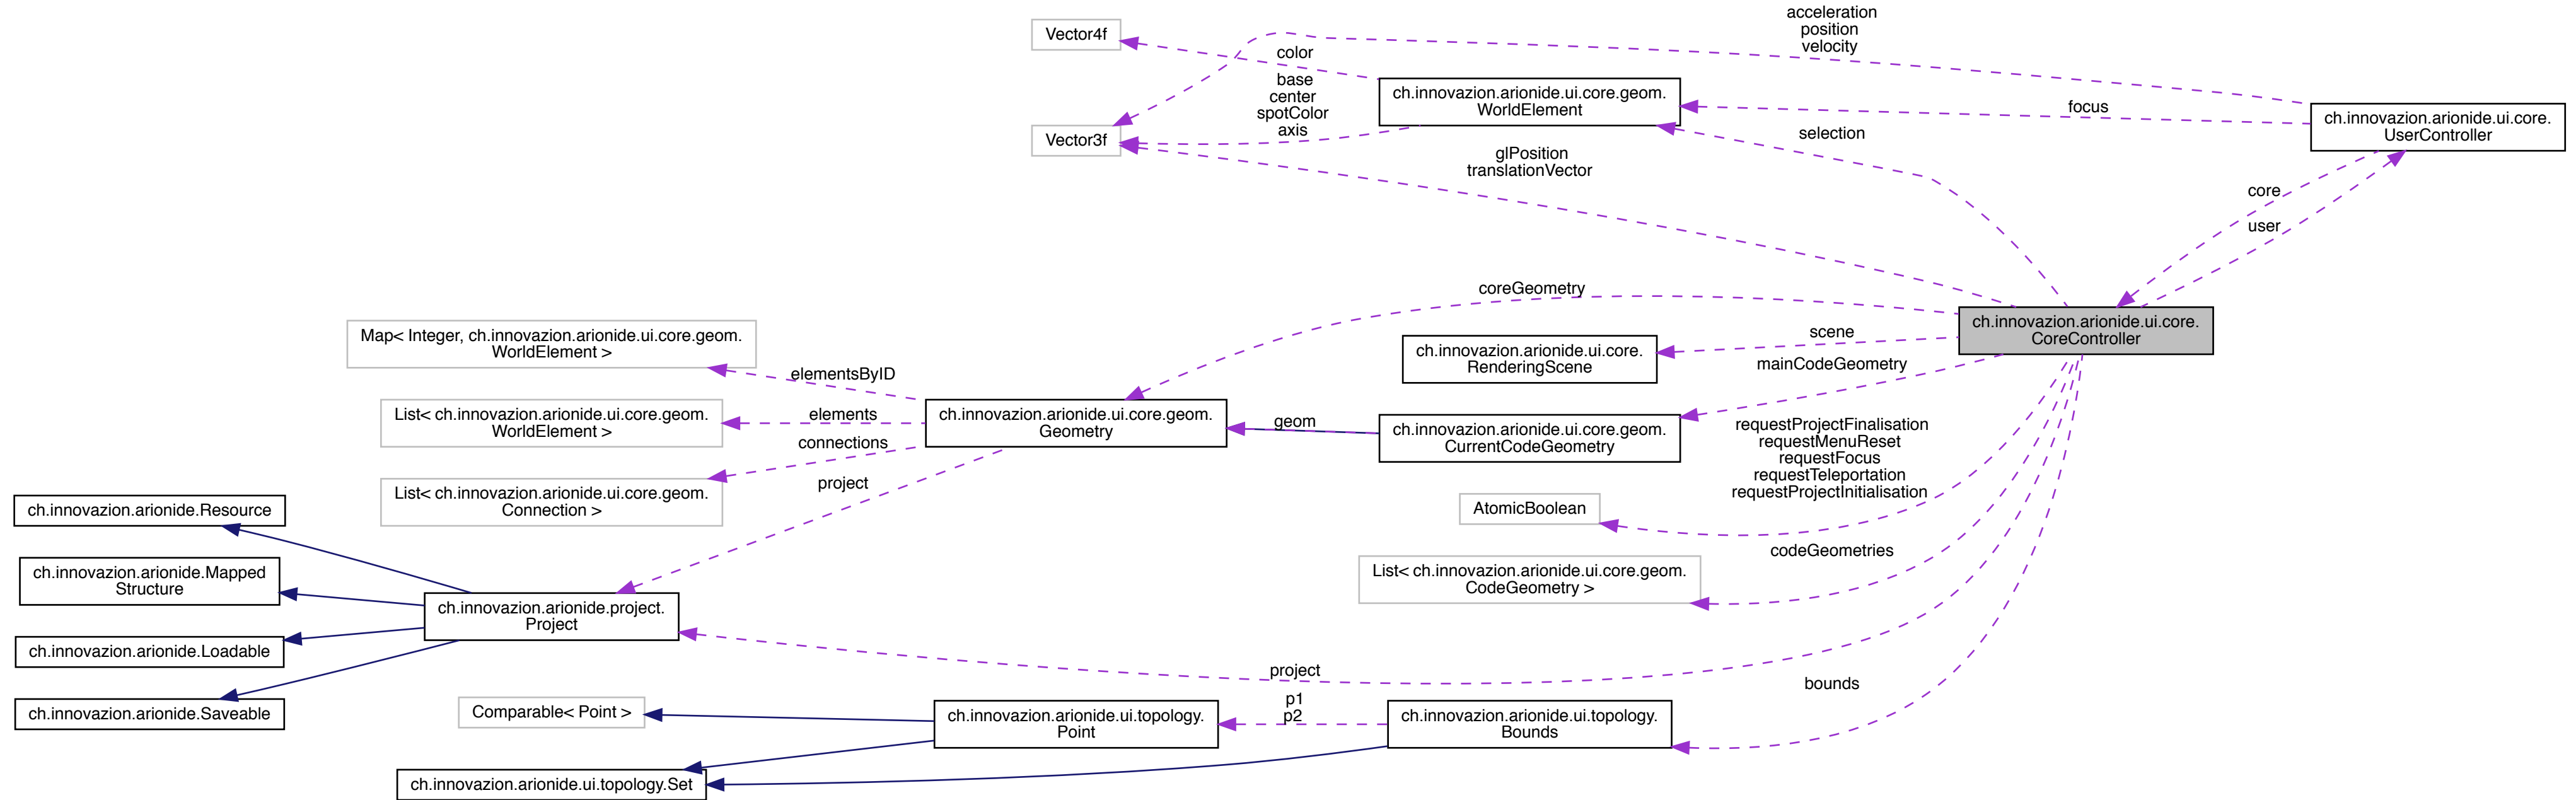 acceleration
position
velocity
Vector4f
color
base
center
spotColor
axis
ch.innovazion.arionide.ui.core.geom.
WorldElement
focus
ch.innovazion.arionide.ui.core.
UserController
Vector3f
selection
glPosition
translationVector
core
user
coreGeometry
ch.innovazion.arionide.ui.core.
CoreController
Map< Integer, ch.innovazion.arionide.ui.core.geom.
WorldElement >
scene
ch.innovazion.arionide.ui.core.
RenderingScene
mainCodeGeometry
elementsByID
List< ch.innovazion.arionide.ui.core.geom.
WorldElement >
elements
ch.innovazion.arionide.ui.core.geom.
Geometry
geom
ch.innovazion.arionide.ui.core.geom.
CurrentCodeGeometry
connections
requestProjectFinalisation
requestMenuReset
requestFocus
requestTeleportation
requestProjectInitialisation
List< ch.innovazion.arionide.ui.core.geom.
Connection >
project
ch.innovazion.arionide.Resource
AtomicBoolean
codeGeometries
ch.innovazion.arionide.Mapped
Structure
List< ch.innovazion.arionide.ui.core.geom.
CodeGeometry >
ch.innovazion.arionide.project.
Project
ch.innovazion.arionide.Loadable
project
bounds
ch.innovazion.arionide.Saveable
Comparable< Point >
ch.innovazion.arionide.ui.topology.
Point
p1
p2
ch.innovazion.arionide.ui.topology.
Bounds
ch.innovazion.arionide.ui.topology.Set